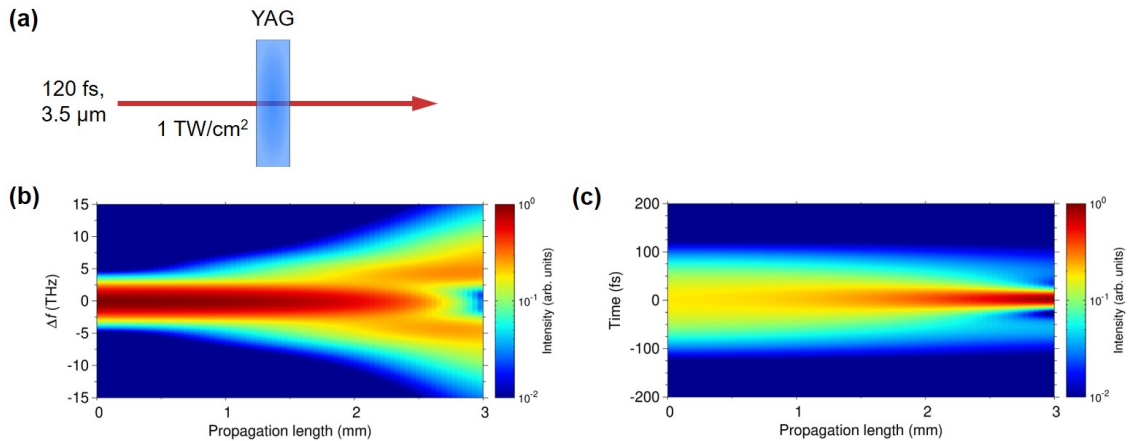 (a)
YAG
120 fs,
3.5 µm
1 TW/cm²
(b)
15
10
5
0
-5
-10
-15
Δf (THz)
0
1
2
3
Propagation length (mm)
10⁰
10⁻¹
10⁻²
Intensity (arb. units)
(c)
200
100
0
-100
-200
Time (fs)
0
1
2
3
Propagation length (mm)
10⁰
10⁻¹
10⁻²
Intensity (arb. units)